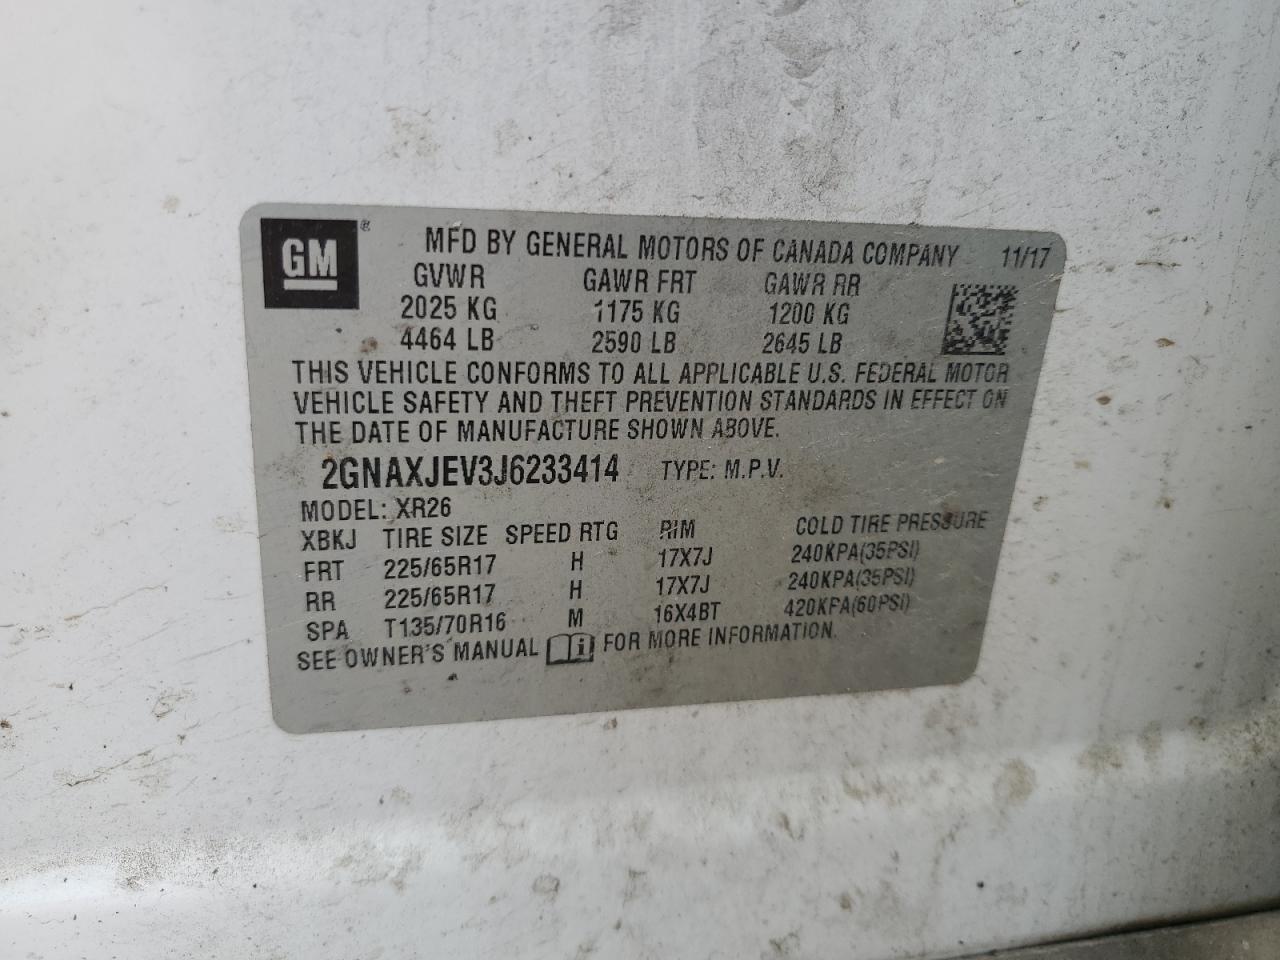 GM ®
MFD BY GENERAL MOTORS OF CANADA COMPANY 11/17
GVWR GAWR FRT GAWR RR
2025 KG 1175 KG 1200 KG
4464 LB 2590 LB 2645 LB
THIS VEHICLE CONFORMS TO ALL APPLICABLE U.S. FEDERAL MOTOR
VEHICLE SAFETY AND THEFT PREVENTION STANDARDS IN EFFECT ON
THE DATE OF MANUFACTURE SHOWN ABOVE.
2GNAXJEV3J6233414 TYPE: M.P.V.
MODEL: XR26
XBKJ TIRE SIZE SPEED RTG RIM COLD TIRE PRESSURE
FRT 225/65R17 H 17X7J 240KPA(35PSI)
RR 225/65R17 H 17X7J 240KPA(35PSI)
SPA T135/70R16 M 16X4BT 420KPA(60PSI)
SEE OWNER'S MANUAL i FOR MORE INFORMATION.